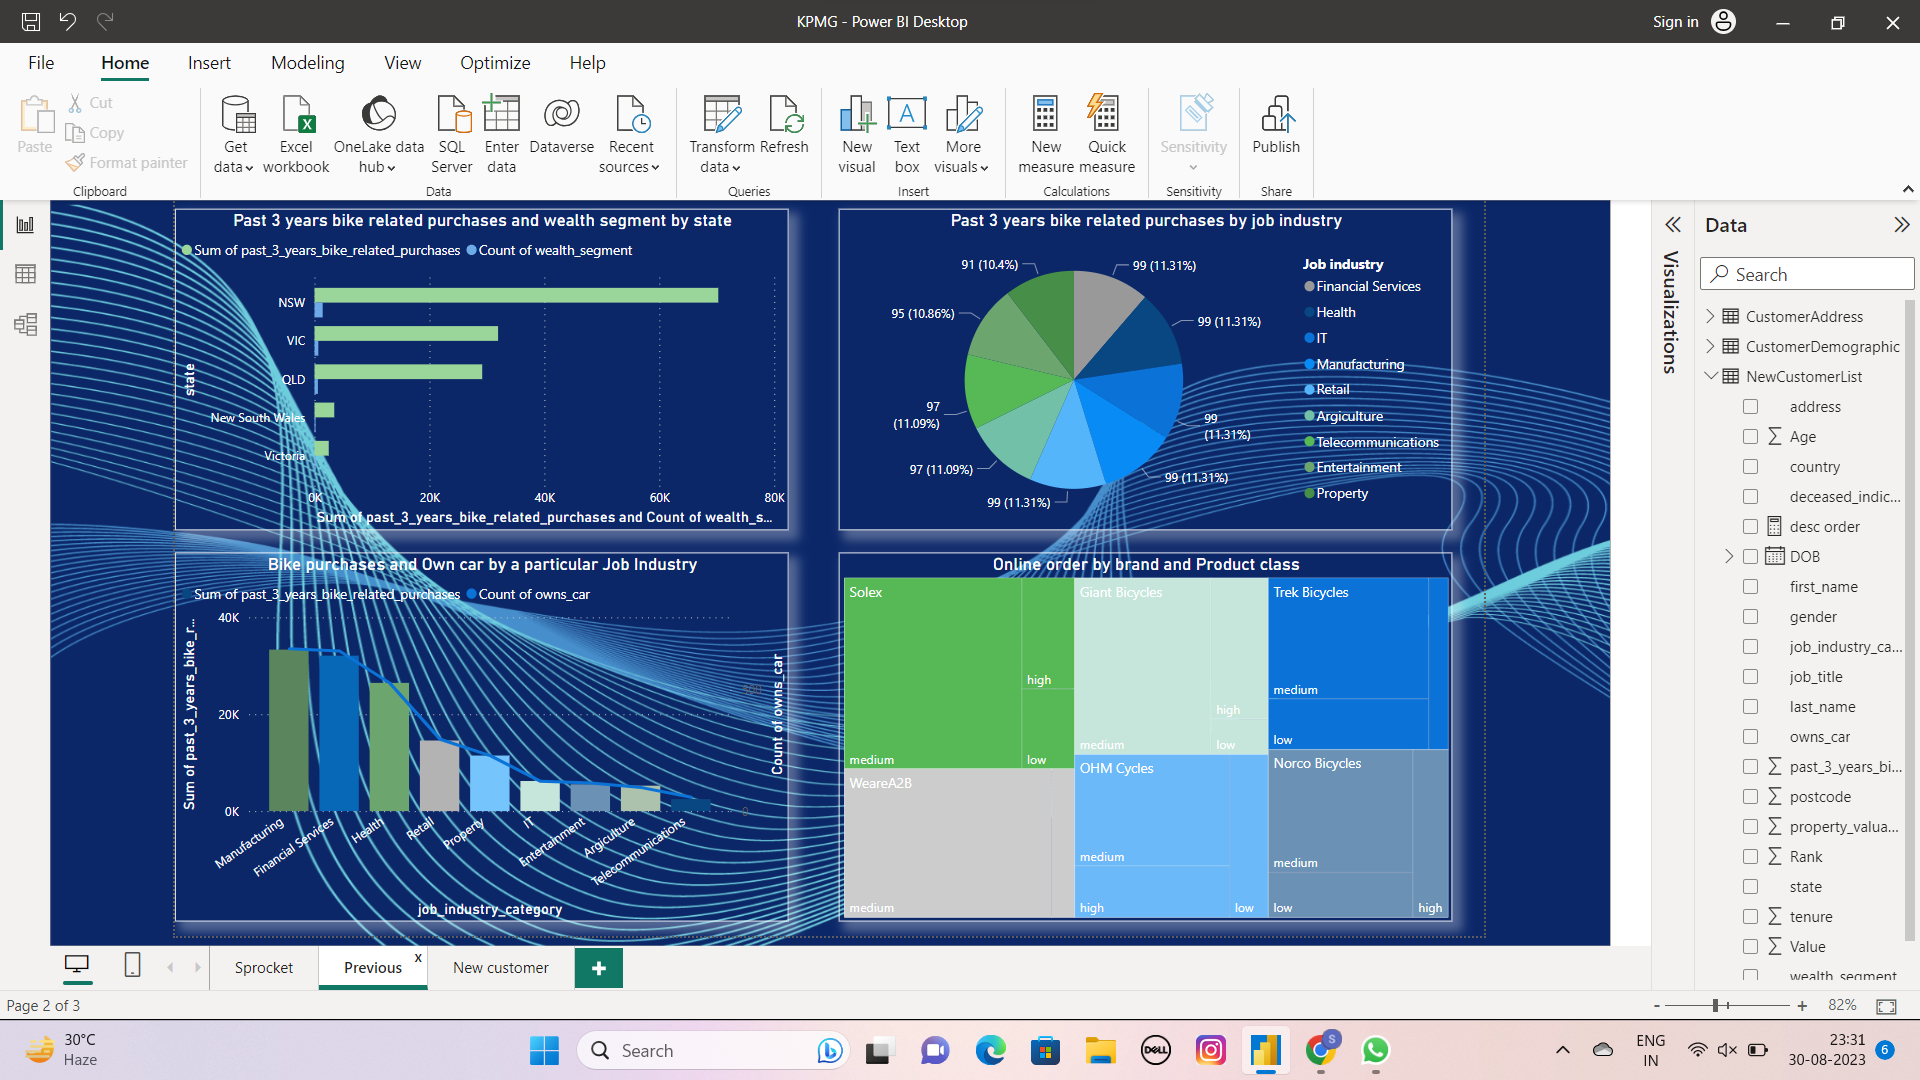 KPMG - Power BI Desktop
Sign in
File
Home
Insert
Modeling
View
Optimize
Help
Paste
Cut
Copy
Format painter
Clipboard
Get data
Excel workbook
OneLake data hub
SQL Server
Enter data
Dataverse
Recent sources
Data
Transform data
Refresh
Queries
New visual
Text box
More visuals
Insert
New measure
Quick measure
Calculations
Sensitivity
Sensitivity
Publish
Share
Past 3 years bike related purchases and wealth segment by state
Sum of past_3_years_bike_related_purchases
Count of wealth_segment
state
NSW
VIC
QLD
New South Wales
Victoria
0K
20K
40K
60K
80K
Sum of past_3_years_bike_related_purchases and Count of wealth_s...
Past 3 years bike related purchases by job industry
91 (10.4%)
99 (11.31%)
95 (10.86%)
99 (11.31%)
97
(11.09%)
99
(11.31%)
97 (11.09%)
99 (11.31%)
99 (11.31%)
Job industry
Financial Services
Health
IT
Manufacturing
Retail
Argiculture
Telecommunications
Entertainment
Property
Bike purchases and Own car by a particular Job Industry
Sum of past_3_years_bike_related_purchases
Count of owns_car
Sum of past_3_years_bike_r...
40K
20K
0K
500
0
Count of owns_car
Manufacturing
Financial Services
Health
Retail
Property
IT
Entertainment
Argiculture
Telecommunications
job_industry_category
Online order by brand and Product class
Solex
high
medium
low
Giant Bicycles
high
medium
low
Trek Bicycles
medium
low
WeareA2B
medium
OHM Cycles
medium
high
low
Norco Bicycles
medium
low
high
Visualizations
Data
Search
CustomerAddress
CustomerDemographic
NewCustomerList
address
Age
country
deceased_indic...
desc order
DOB
first_name
gender
job_industry_ca...
job_title
last_name
owns_car
past_3_years_bi...
postcode
property_valua...
Rank
state
tenure
Value
wealth_segment
Sprocket
Previous
x
New customer
Page 2 of 3
82%
30°C
Haze
Search
DELL
S
ENG
IN
23:31
30-08-2023
6